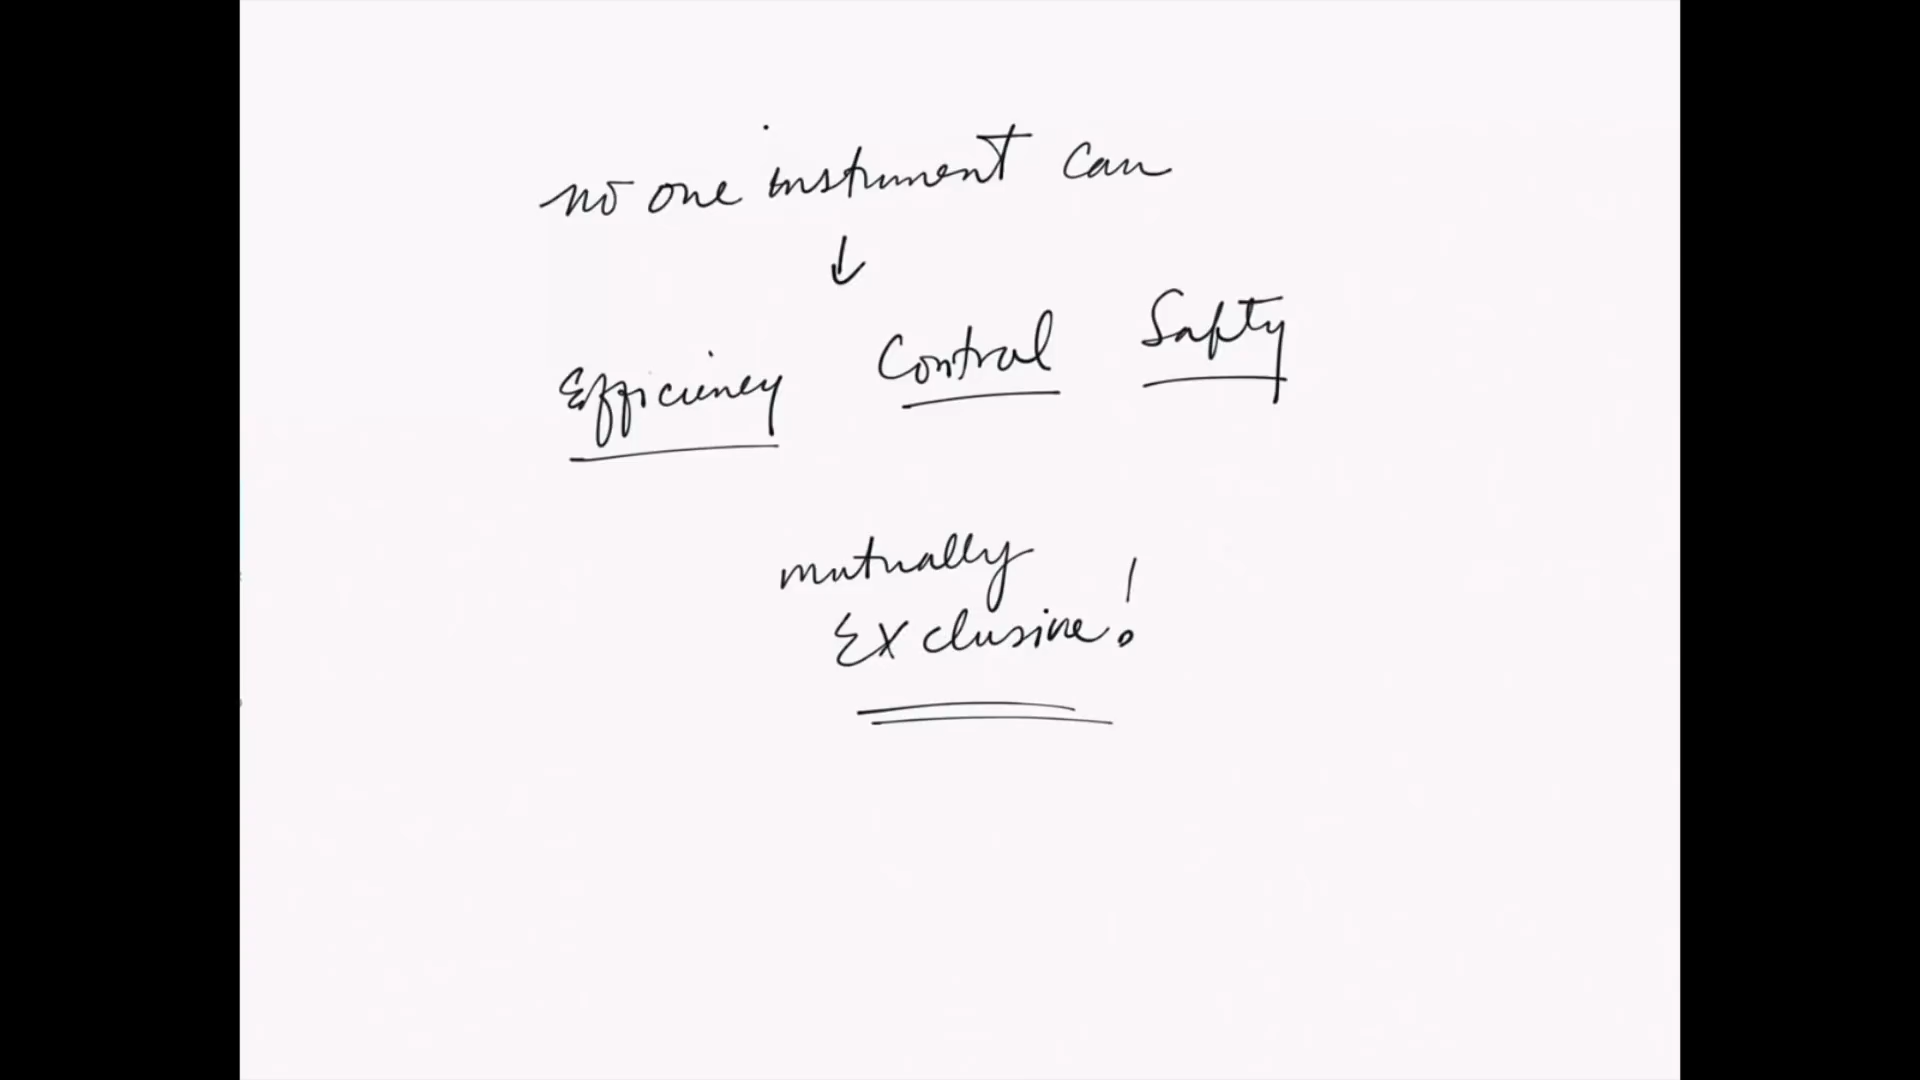 no one instrument can
↓
Efficiency Control Safty
mutually
Exclusive!